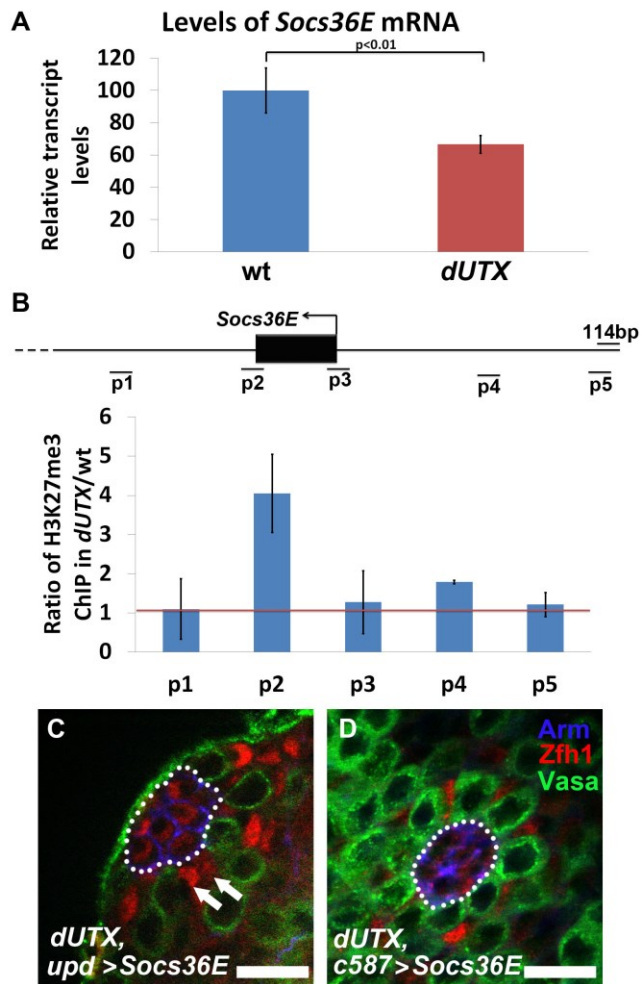 A
Levels of Socs36E mRNA
p<0.01
Relative transcript
levels
120
100
80
60
40
20
0
wt
dUTX
B
Socs36E
114bp
p1
p2
p3
p4
p5
Ratio of H3K27me3
ChIP in dUTX/wt
6
5
4
3
2
1
0
p1
p2
p3
p4
p5
C
dUTX,
upd >Socs36E
D
Arm
Zfh1
Vasa
dUTX,
c587>Socs36E